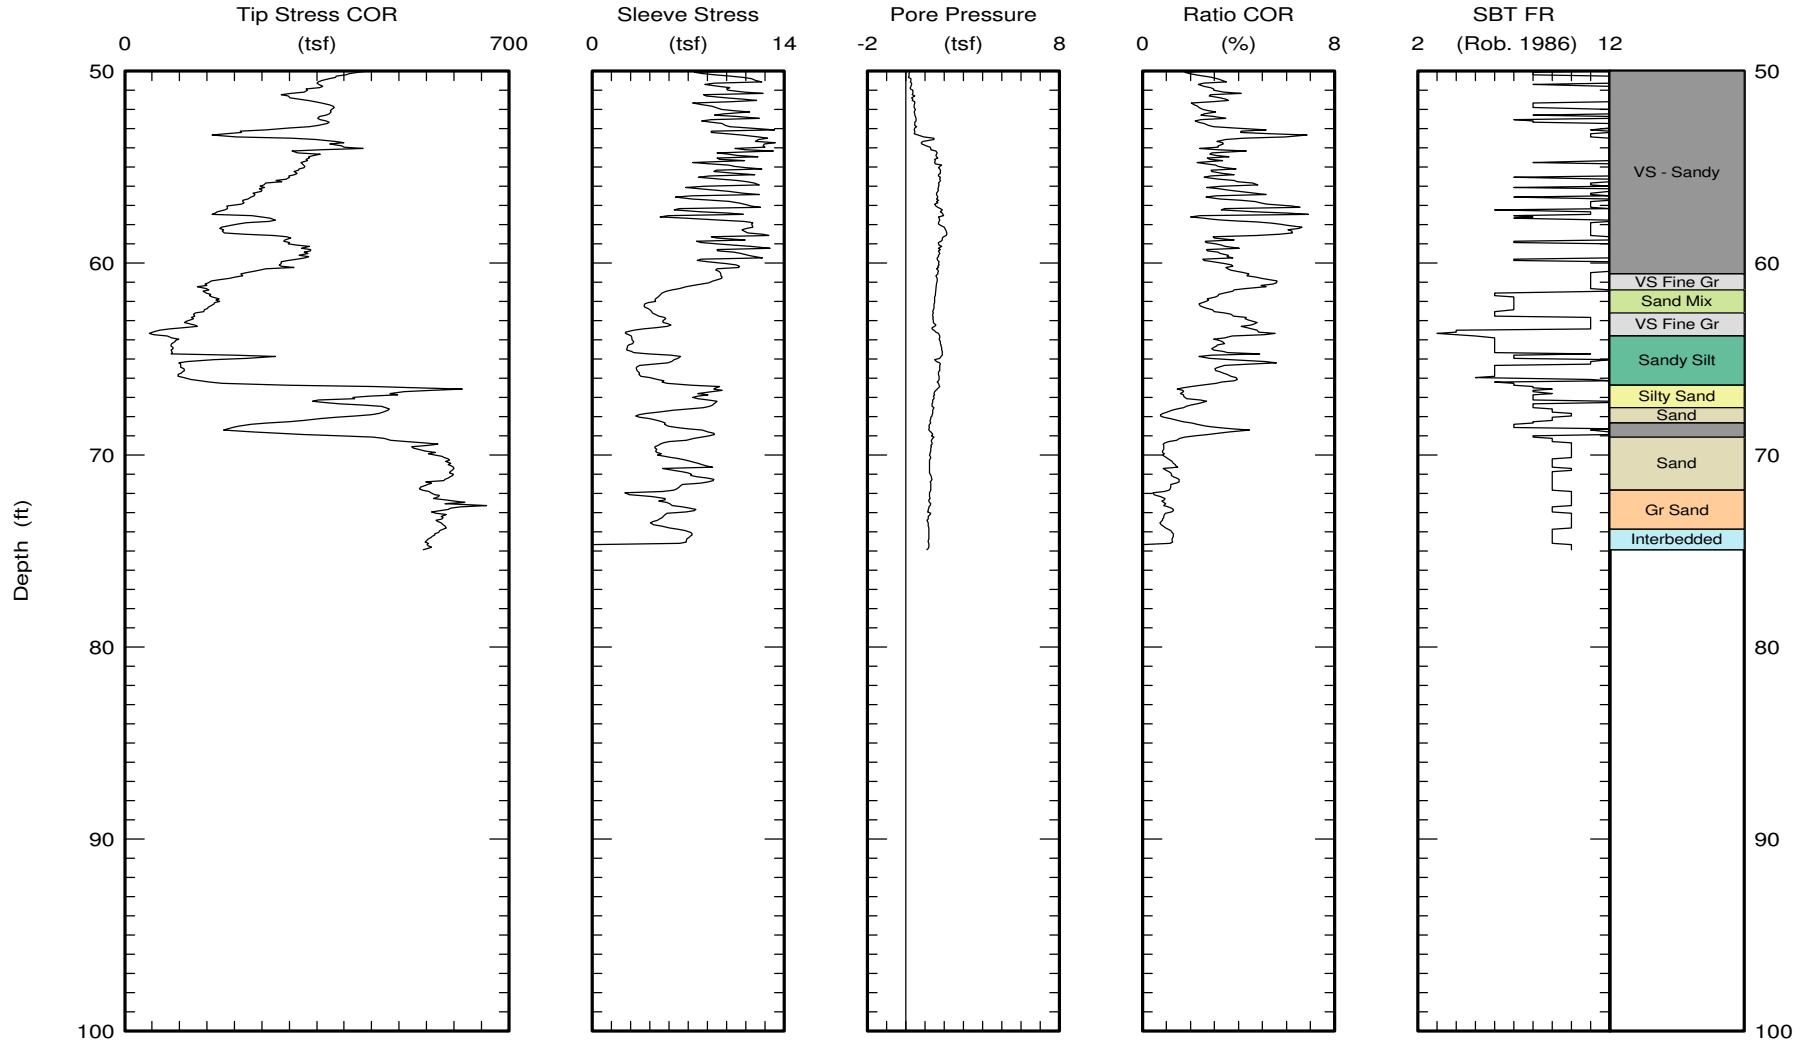 Tip Stress COR
Sleeve Stress
Pore Pressure
Ratio COR
SBT FR
0 (tsf) 700
0 (tsf) 14
-2 (tsf) 8
0 (%) 8
2 (Rob. 1986) 12
50 50
VS - Sandy
60 60
VS Fine Gr
Sand Mix
VS Fine Gr
Sandy Silt
Silty Sand
Sand
70 Sand 70
Gr Sand
Interbedded
Depth (ft)
80 80
90 90
100 100